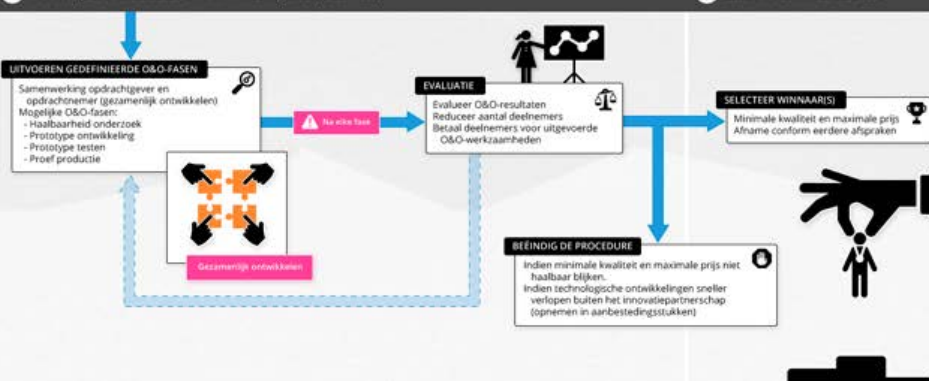 UITVOEREN GEDEFINIEERDE O&O-FASEN
Samenwerking opdrachtgever en
opdrachtnemer (gezamenlijk ontwikkelen)
Mogelijke O&O-fasen:
- Haalbaarheid onderzoek
- Prototype ontwikkeling
- Prototype testen
- Proef productie
Gezamenlijk ontwikkelen
Na elke fase
EVALUATIE
Evalueer O&O-resultaten
Reduceer aantal deelnemers
Betaal deelnemers voor uitgevoerde
O&O-werkzaamheden
BEËINDIG DE PROCEDURE
Indien minimale kwaliteit en maximale prijs niet
haalbaar blijken.
Indien technologische ontwikkelingen sneller
verlopen buiten het innovatiepartnerschap
(opnemen in aanbestedingsstukken)
SELECTEER WINNAAR(S)
Minimale kwaliteit en maximale prijs
Afname conform eerdere afspraken